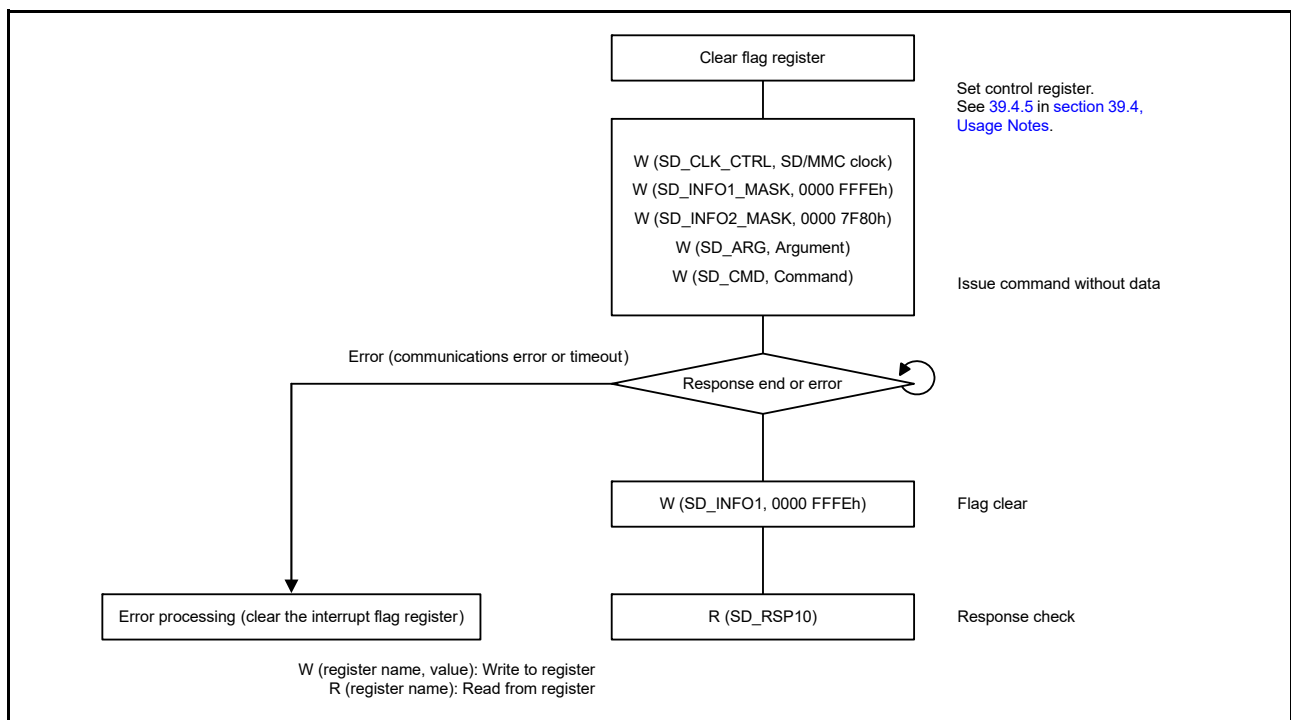 Clear flag register
Set control register.
See 39.4.5 in section 39.4,
Usage Notes.
W (SD_CLK_CTRL, SD/MMC clock)
W (SD_INFO1_MASK, 0000 FFFEh)
W (SD_INFO2_MASK, 0000 7F80h)
W (SD_ARG, Argument)
W (SD_CMD, Command)
Issue command without data
Error (communications error or timeout)
Response end or error
W (SD_INFO1, 0000 FFFEh)
Flag clear
Error processing (clear the interrupt flag register)
R (SD_RSP10)
Response check
W (register name, value): Write to register
R (register name): Read from register